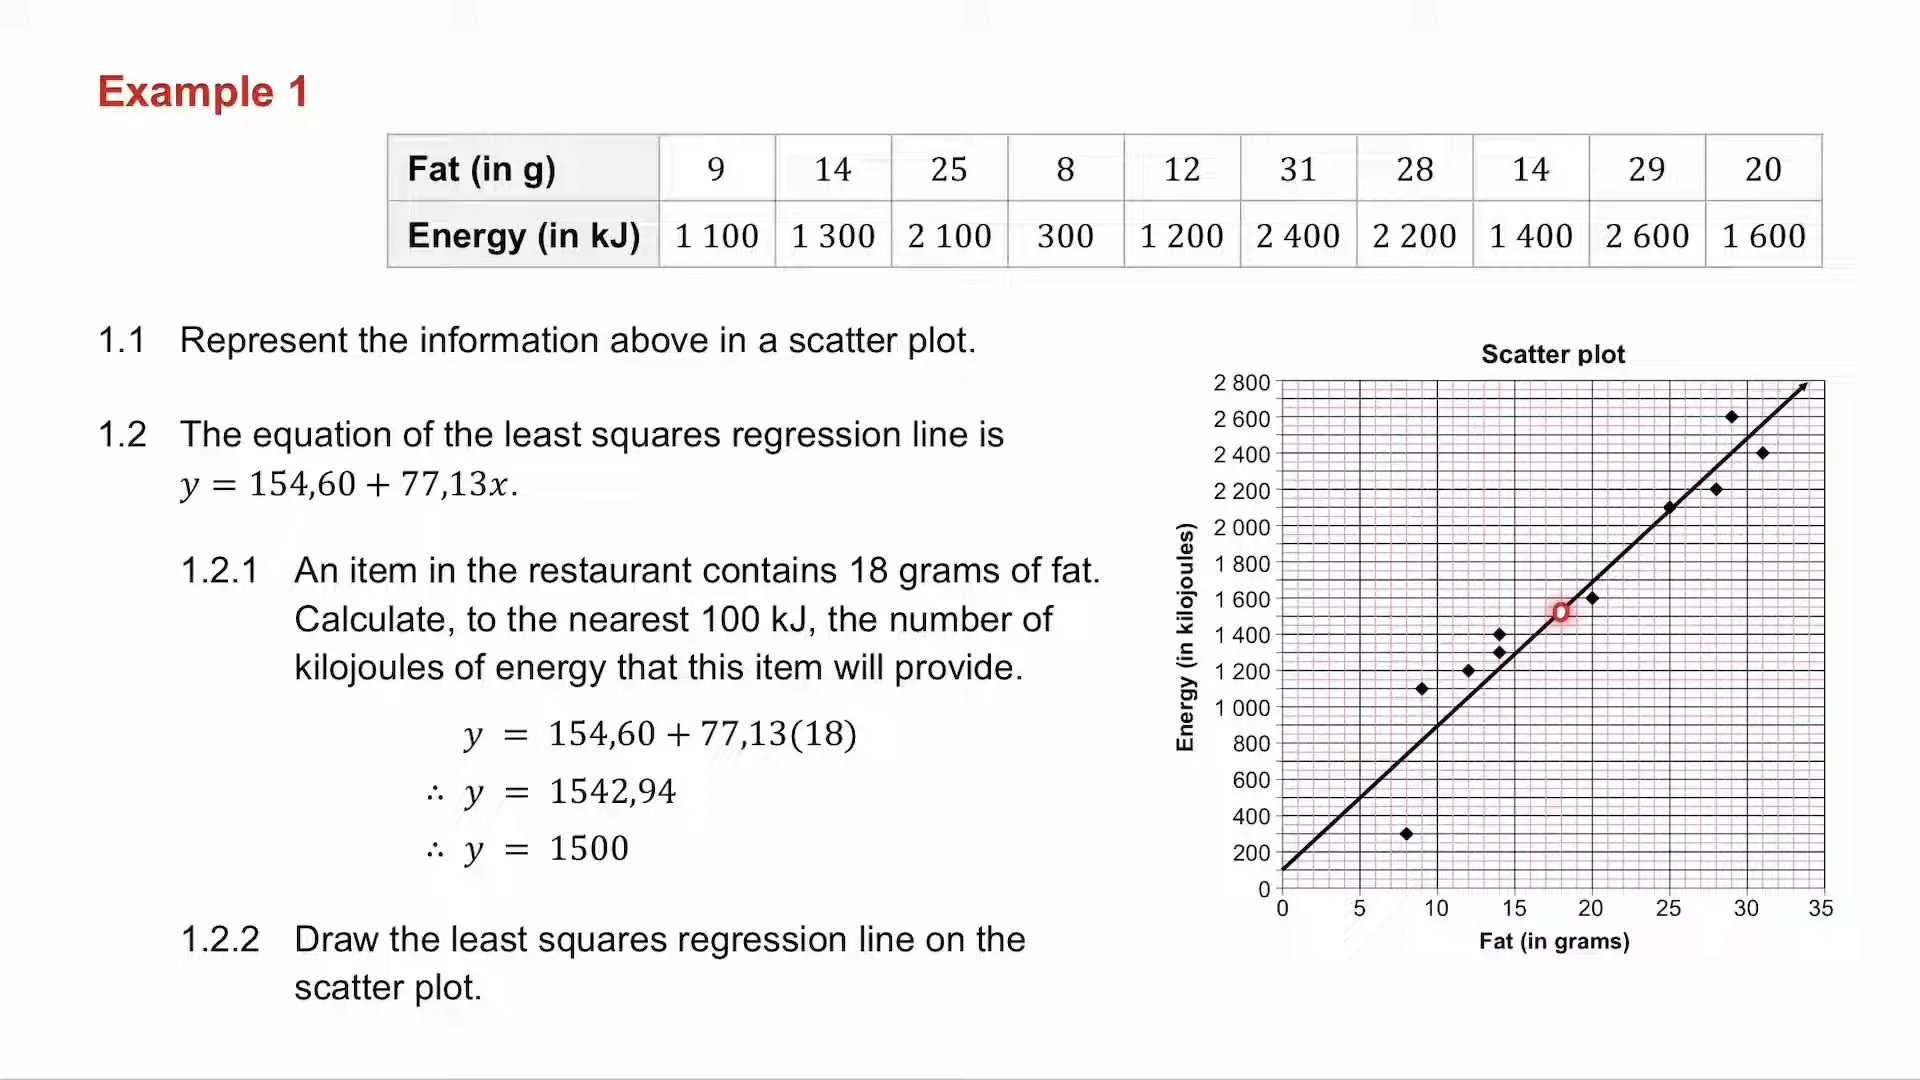 Example 1
Fat (in g) 9 14 25 8 12 31 28 14 29 20
Energy (in kJ) 1 100 1 300 2 100 300 1 200 2 400 2 200 1 400 2 600 1 600
1.1 Represent the information above in a scatter plot.
1.2 The equation of the least squares regression line is
y = 154,60 + 77,13x.
1.2.1 An item in the restaurant contains 18 grams of fat.
Calculate, to the nearest 100 kJ, the number of
kilojoules of energy that this item will provide.
y = 154,60 + 77,13(18)
∴ y = 1542,94
∴ y = 1500
1.2.2 Draw the least squares regression line on the
scatter plot.
Scatter plot
Energy (in kilojoules)
2 800
2 600
2 400
2 200
2 000
1 800
1 600
1 400
1 200
1 000
800
600
400
200
0
0 5 10 15 20 25 30 35
Fat (in grams)